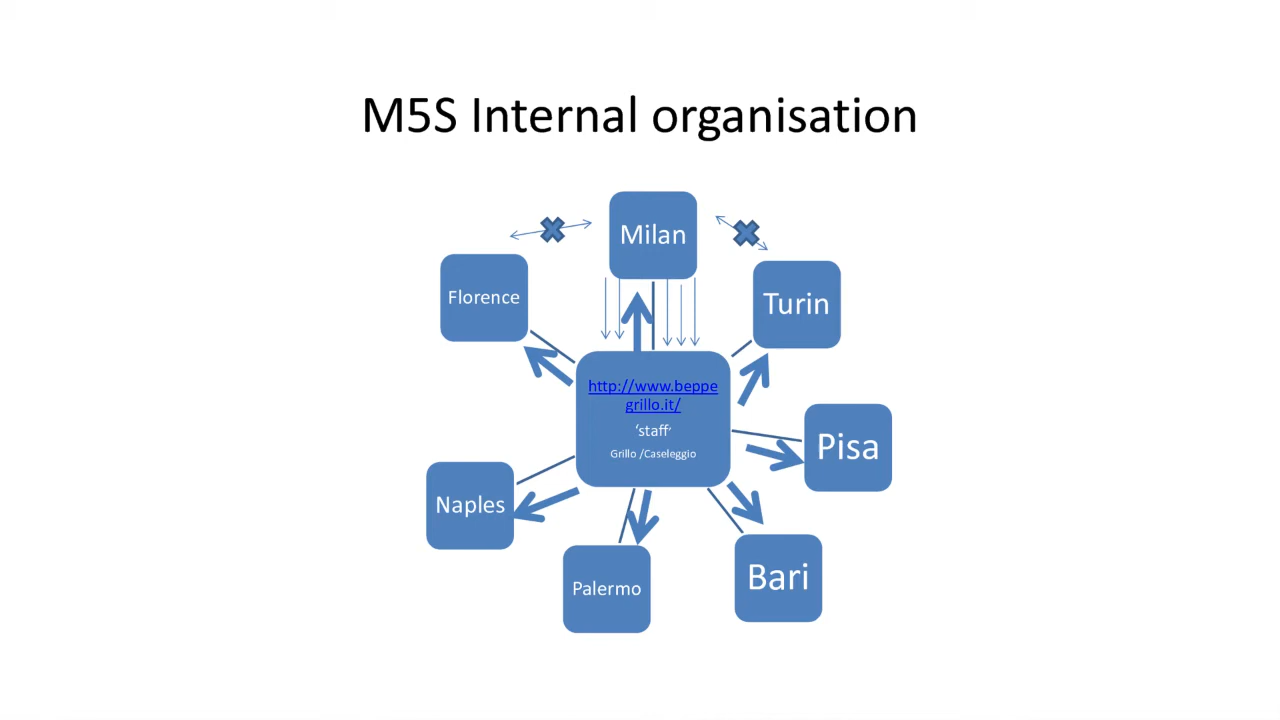 M5S Internal organisation
Milan
Florence
Turin
http://www.beppe
grillo.it/
‘staff’
Grillo /Caseleggio
Pisa
Naples
Bari
Palermo